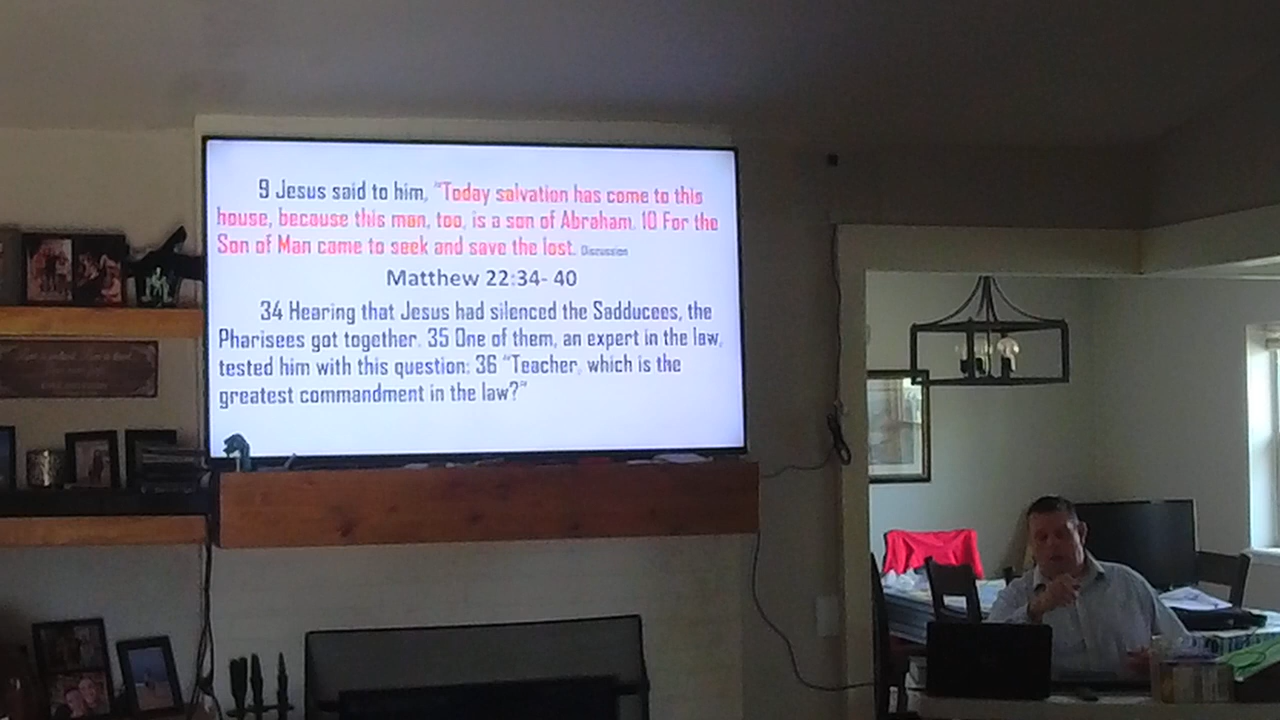 9 Jesus said to him, "Today salvation has come to this
house, because this man, too, is a son of Abraham. 10 For the
Son of Man came to seek and save the lost. Discussion
Matthew 22:34- 40
34 Hearing that Jesus had silenced the Sadducees, the
Pharisees got together. 35 One of them, an expert in the law,
tested him with this question: 36 "Teacher, which is the
greatest commandment in the law?"